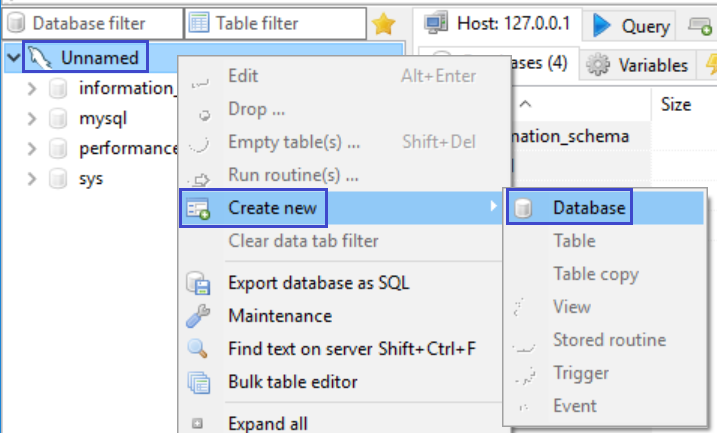 Database filter
Table filter
Host: 127.0.0.1
Query
Unnamed
bases (4)
Variables
information_
mysql
performance
sys
Size
mation_schema
Edit Alt+Enter
Drop ...
Empty table(s) ... Shift+Del
Run routine(s) ...
Create new
Clear data tab filter
Export database as SQL
Maintenance
Find text on server Shift+Ctrl+F
Bulk table editor
Expand all
Database
Table
Table copy
View
Stored routine
Trigger
Event